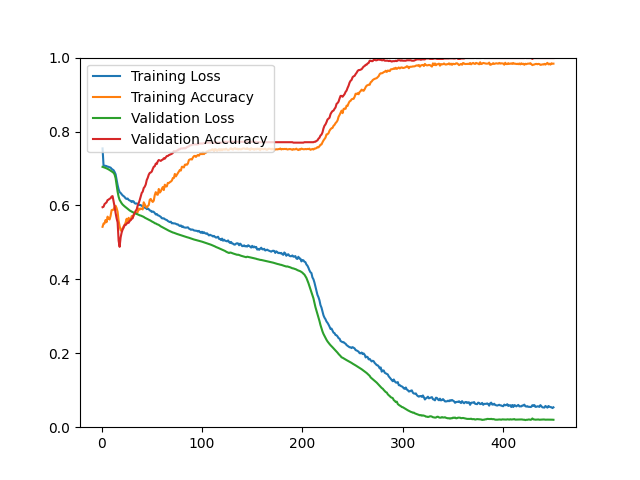 1.0
0.8
0.6
0.4
0.2
0.0
Training Loss
Training Accuracy
Validation Loss
Validation Accuracy
0 100 200 300 400